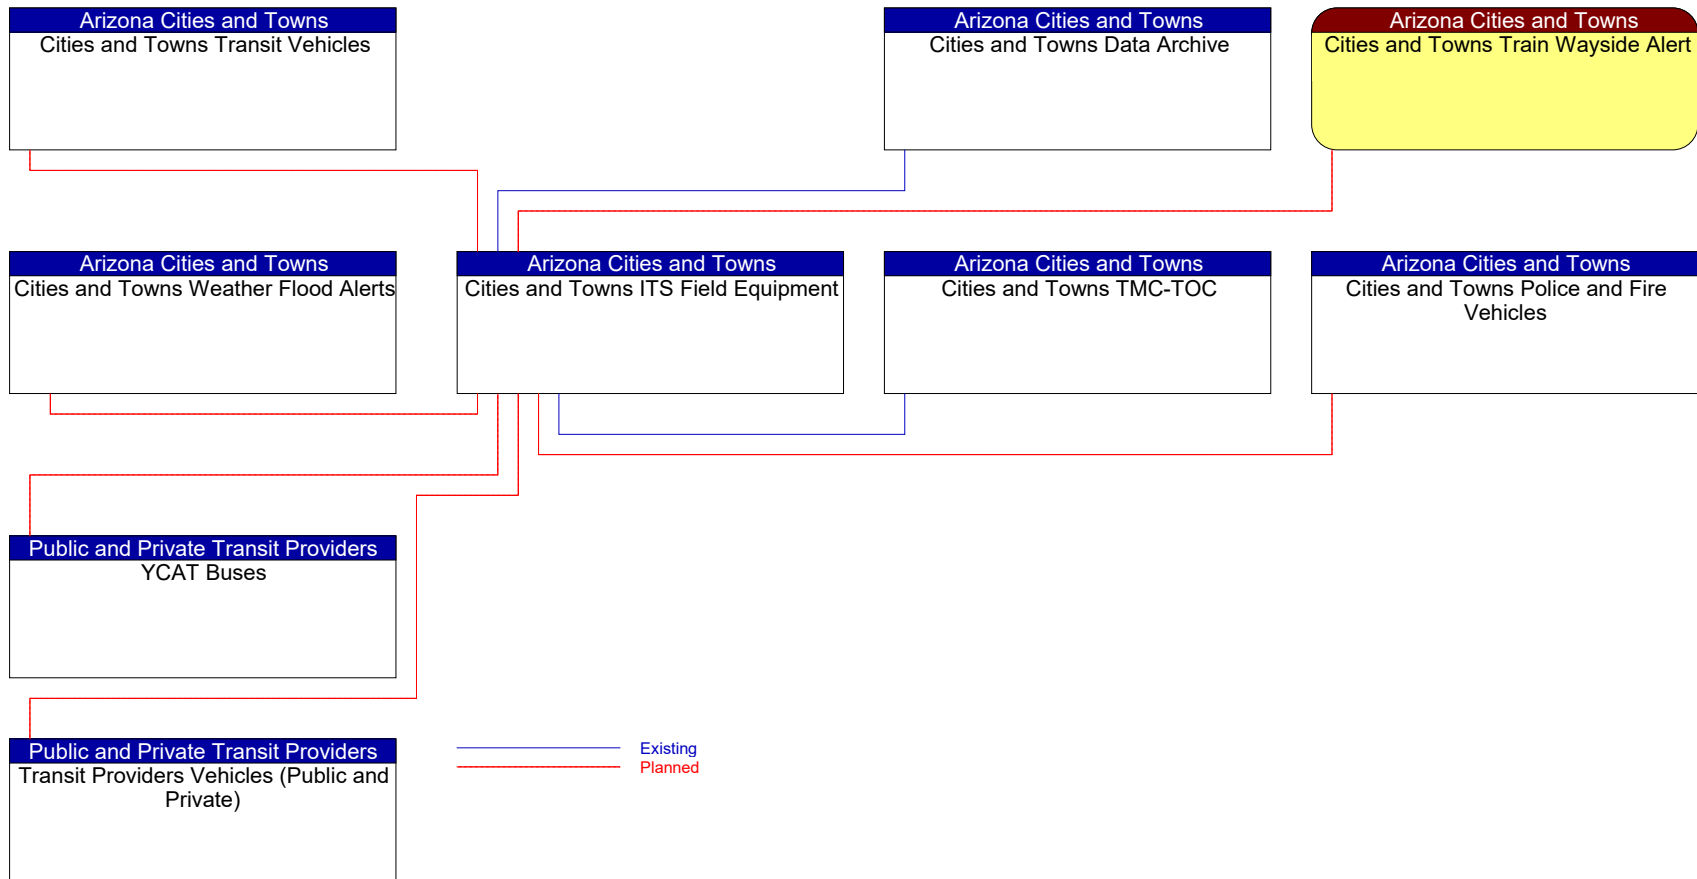 Arizona Cities and Towns
Cities and Towns Transit Vehicles
Arizona Cities and Towns
Cities and Towns Data Archive
Arizona Cities and Towns
Cities and Towns Train Wayside Alert
Arizona Cities and Towns
Cities and Towns Weather Flood Alerts
Arizona Cities and Towns
Cities and Towns ITS Field Equipment
Arizona Cities and Towns
Cities and Towns TMC-TOC
Arizona Cities and Towns
Cities and Towns Police and Fire
Vehicles
Public and Private Transit Providers
YCAT Buses
Public and Private Transit Providers
Transit Providers Vehicles (Public and
Private)
Existing
Planned